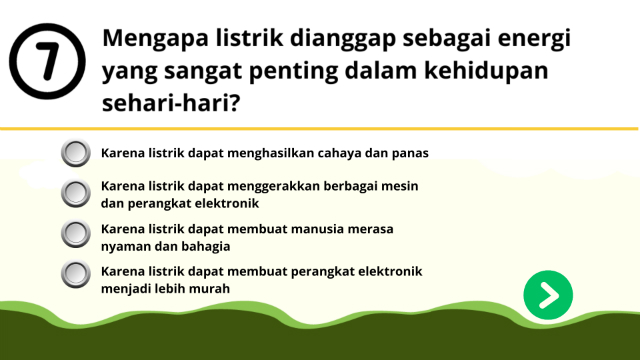 7
Mengapa listrik dianggap sebagai energi
yang sangat penting dalam kehidupan
sehari-hari?
Karena listrik dapat menghasilkan cahaya dan panas
Karena listrik dapat menggerakkan berbagai mesin
dan perangkat elektronik
Karena listrik dapat membuat manusia merasa
nyaman dan bahagia
Karena listrik dapat membuat perangkat elektronik
menjadi lebih murah